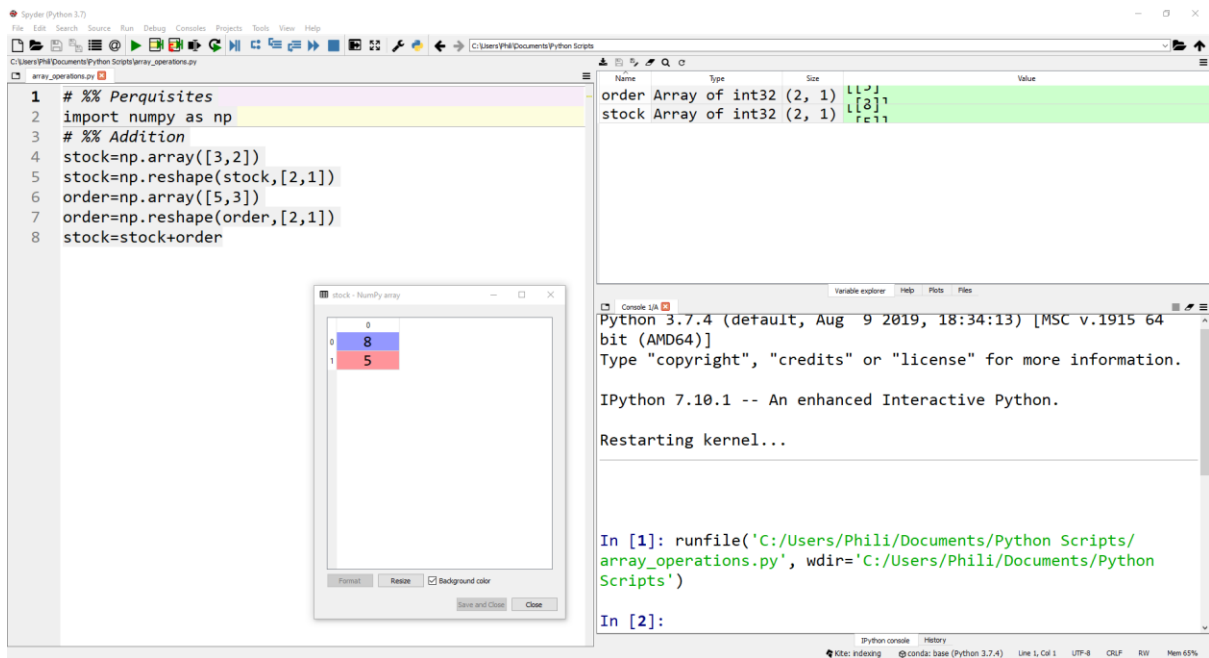 Spyder (Python 3.7)
File Edit Search Source Run Debug Consoles Projects Tools View Help
C:\Users\Phili\Documents\Python Scripts
C:\Users\Phili\Documents\Python Scripts\array_operations.py
array_operations.py
1 # %% Perquisites
2 import numpy as np
3 # %% Addition
4 stock=np.array([3,2])
5 stock=np.reshape(stock,[2,1])
6 order=np.array([5,3])
7 order=np.reshape(order,[2,1])
8 stock=stock+order
Name Type Size Value
order Array of int32 (2, 1)
stock Array of int32 (2, 1) [[8]
Variable explorer Help Plots Files
stock - NumPy array
0
0 8
1 5
Format Resize Background color
Save and Close Close
Console 1/A
Python 3.7.4 (default, Aug 9 2019, 18:34:13) [MSC v.1915 64
bit (AMD64)]
Type "copyright", "credits" or "license" for more information.
IPython 7.10.1 -- An enhanced Interactive Python.
Restarting kernel...
In [1]: runfile('C:/Users/Phili/Documents/Python Scripts/
array_operations.py', wdir='C:/Users/Phili/Documents/Python
Scripts')
In [2]:
IPython console History
Kite: indexing conda: base (Python 3.7.4) Line 1, Col 1 UTF-8 CRLF RW Mem 65%